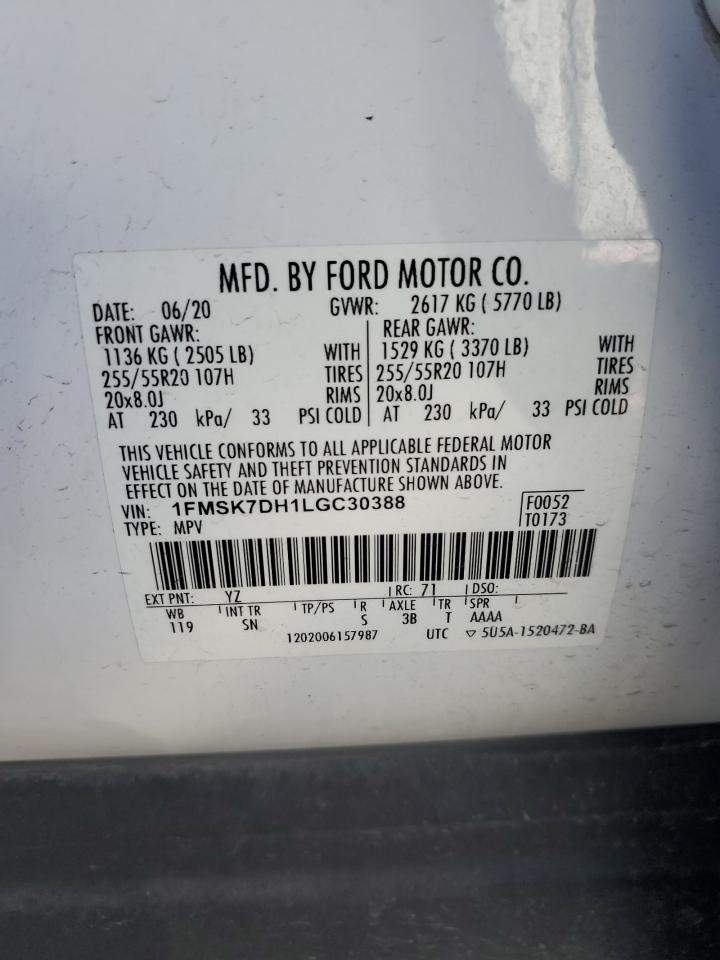 MFD. BY FORD MOTOR CO.
DATE: 06/20 GVWR: 2617 KG ( 5770 LB)
FRONT GAWR: REAR GAWR:
1136 KG ( 2505 LB) WITH 1529 KG ( 3370 LB) WITH
255/55R20 107H TIRES 255/55R20 107H TIRES
20x8.0J RIMS 20x8.0J RIMS
AT 230 kPa/ 33 PSI COLD AT 230 kPa/ 33 PSI COLD
THIS VEHICLE CONFORMS TO ALL APPLICABLE FEDERAL MOTOR
VEHICLE SAFETY AND THEFT PREVENTION STANDARDS IN
EFFECT ON THE DATE OF MANUFACTURE SHOWN ABOVE.
VIN: 1FMSK7DH1LGC30388 F0052
TYPE: MPV T0173
EXT PNT: YZ RC: 71 DSO:
WB INT TR TP/PS R AXLE TR SPR
119 SN S 3B T AAAA
1202006157987 UTC ▽ 5U5A-1520472-BA